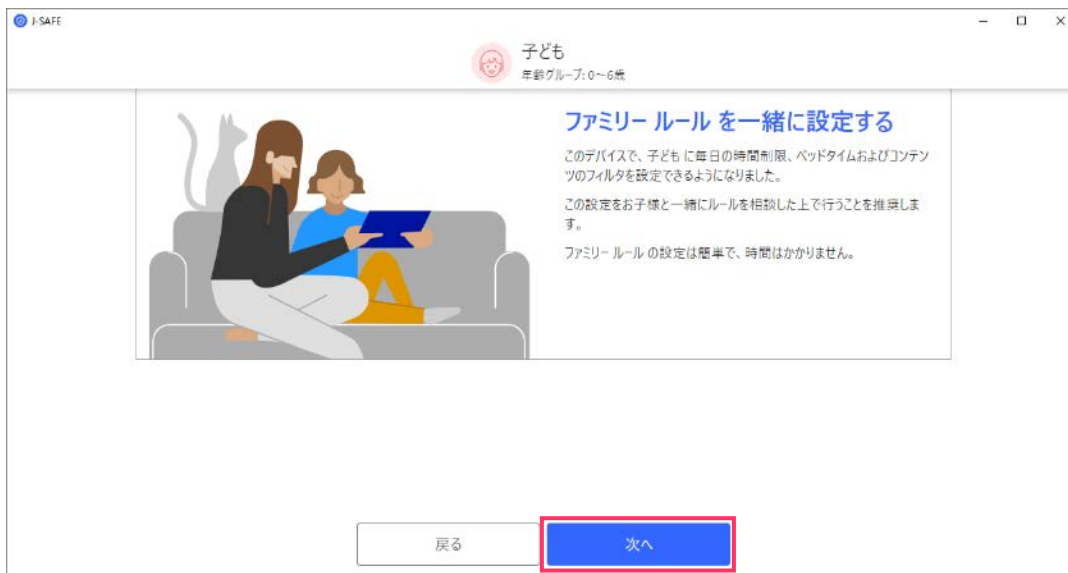 J-SAFE
子ども
年齢グループ: 0～6歳
ファミリー ルール を一緒に設定する
このデバイスで、子ども に毎日の時間制限、ベッドタイムおよびコンテン
ツのフィルタを設定できるようになりました。
この設定をお子様と一緒にルールを相談した上で行うことを推奨しま
す。
ファミリー ルール の設定は簡単で、時間はかかりません。
戻る
次へ